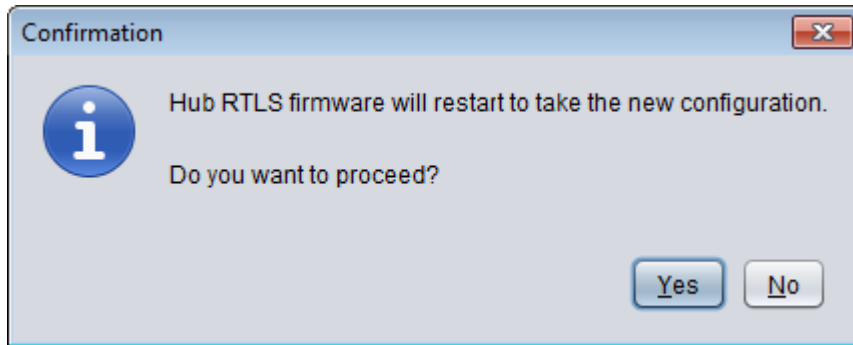 Confirmation
Hub RTLS firmware will restart to take the new configuration.
Do you want to proceed?
Yes No